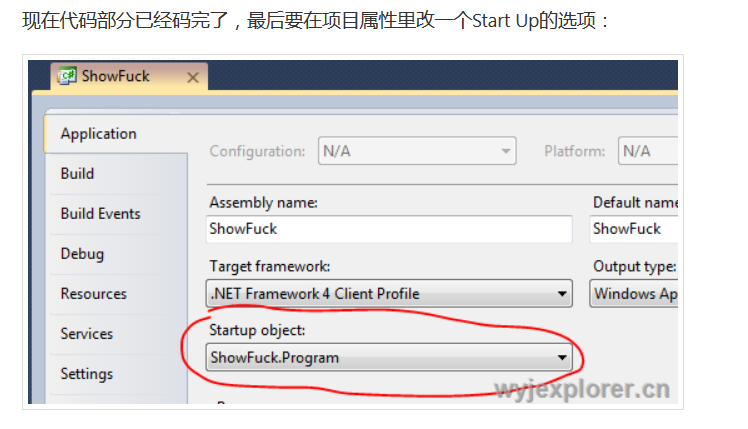 现在代码部分已经码完了，最后要在项目属性里改一个Start Up的选项：
ShowFuck
Application
Configuration: N/A Platform: N/A
Build
Assembly name: Default name
ShowFuck ShowFuck
Build Events
Debug
Target framework: Output type:
.NET Framework 4 Client Profile Windows Ap
Resources
Startup object:
Services
ShowFuck.Program
Settings
wyjexplorer.cn